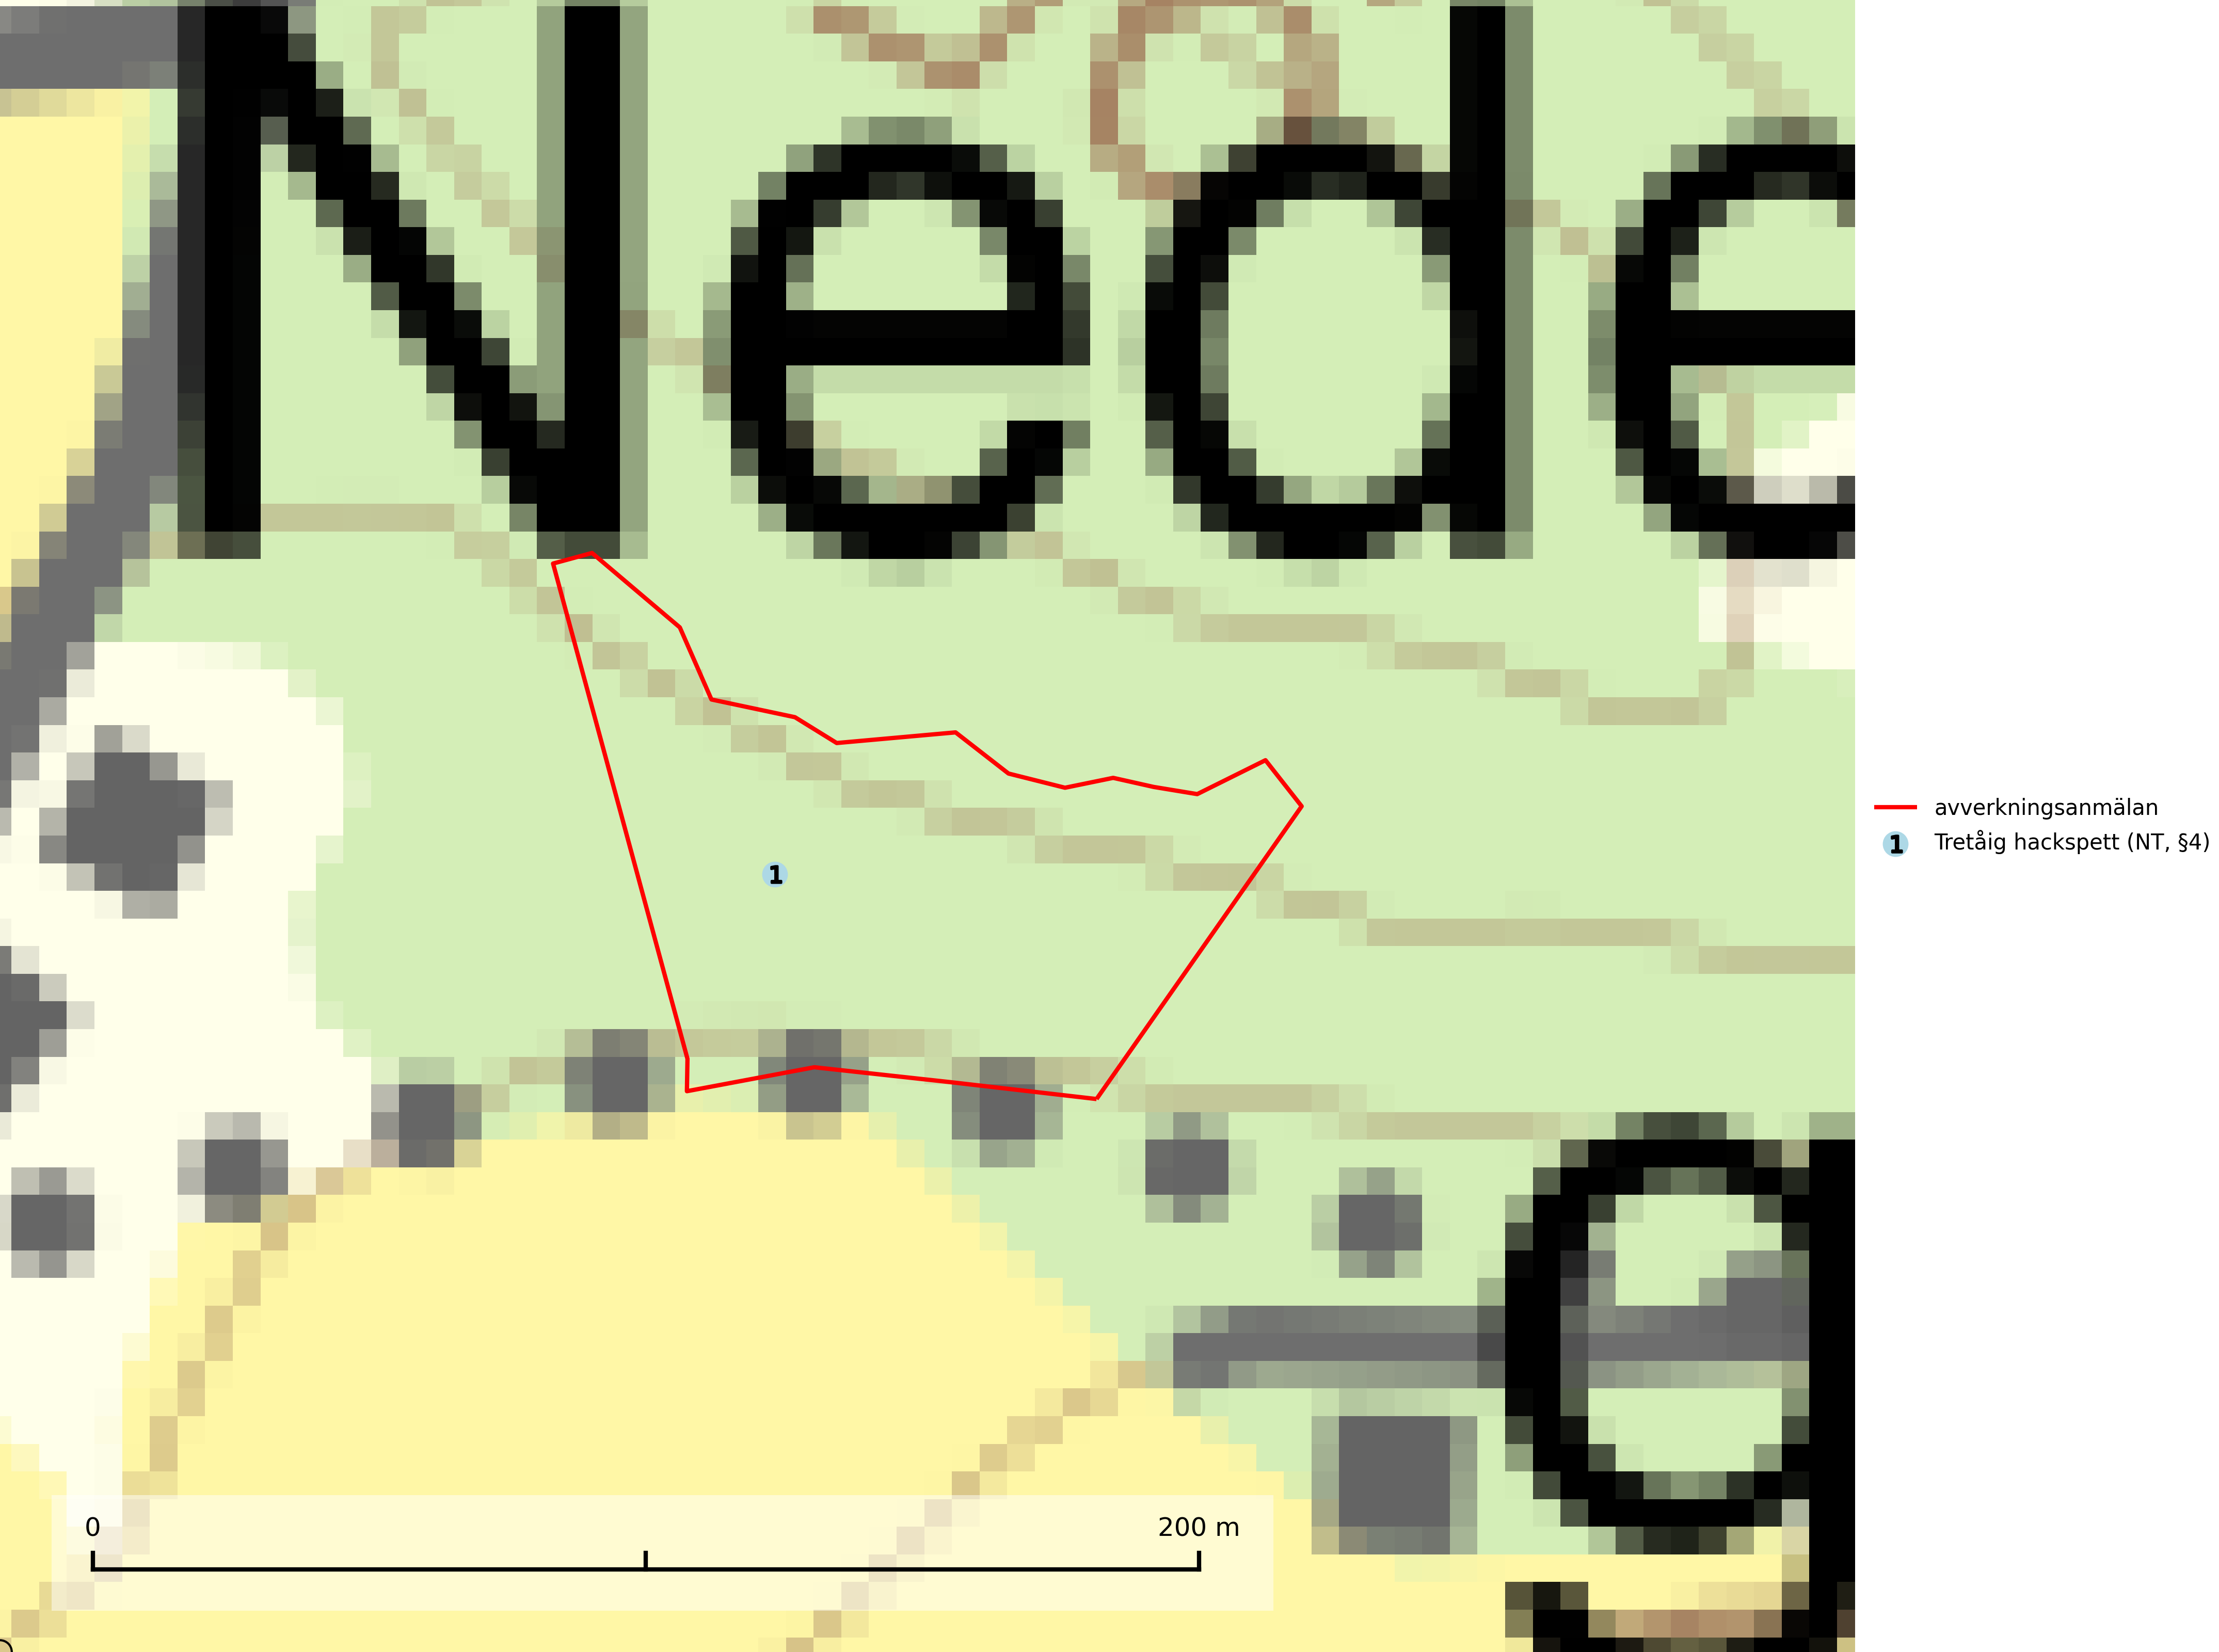 Nede
avverkningsanmälan
1 Tretåig hackspett (NT, §4)
1
0 200 m